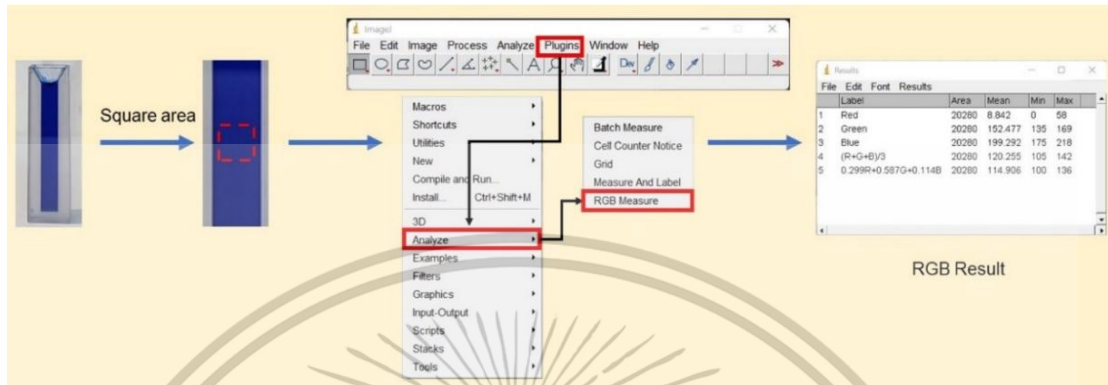 ImageJ
File Edit Image Process Analyze Plugins Window Help
A Dev
Square area
Macros
Shortcuts
Utilities
New
Compile and Run...
Install... Ctrl+Shift+M
3D
Analyze
Examples
Filters
Graphics
Input-Output
Scripts
Stacks
Tools
Batch Measure
Cell Counter Notice
Grid
Measure And Label
RGB Measure
Results
File Edit Font Results
Label Area Mean Min Max
1 Red 20280 8.842 0 58
2 Green 20280 152.477 135 169
3 Blue 20280 199.292 175 218
4 (R+G+B)/3 20280 120.255 105 142
5 0.299R+0.587G+0.114B 20280 114.906 100 136
RGB Result